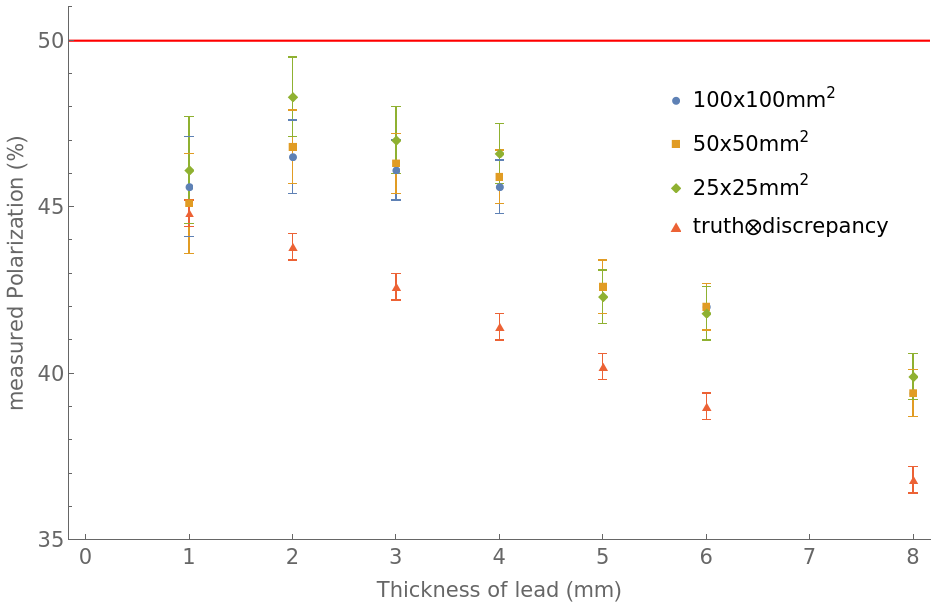 50
45
40
35
measured Polarization (%)
100x100mm²
50x50mm²
25x25mm²
truth⊗discrepancy
0 1 2 3 4 5 6 7 8
Thickness of lead (mm)